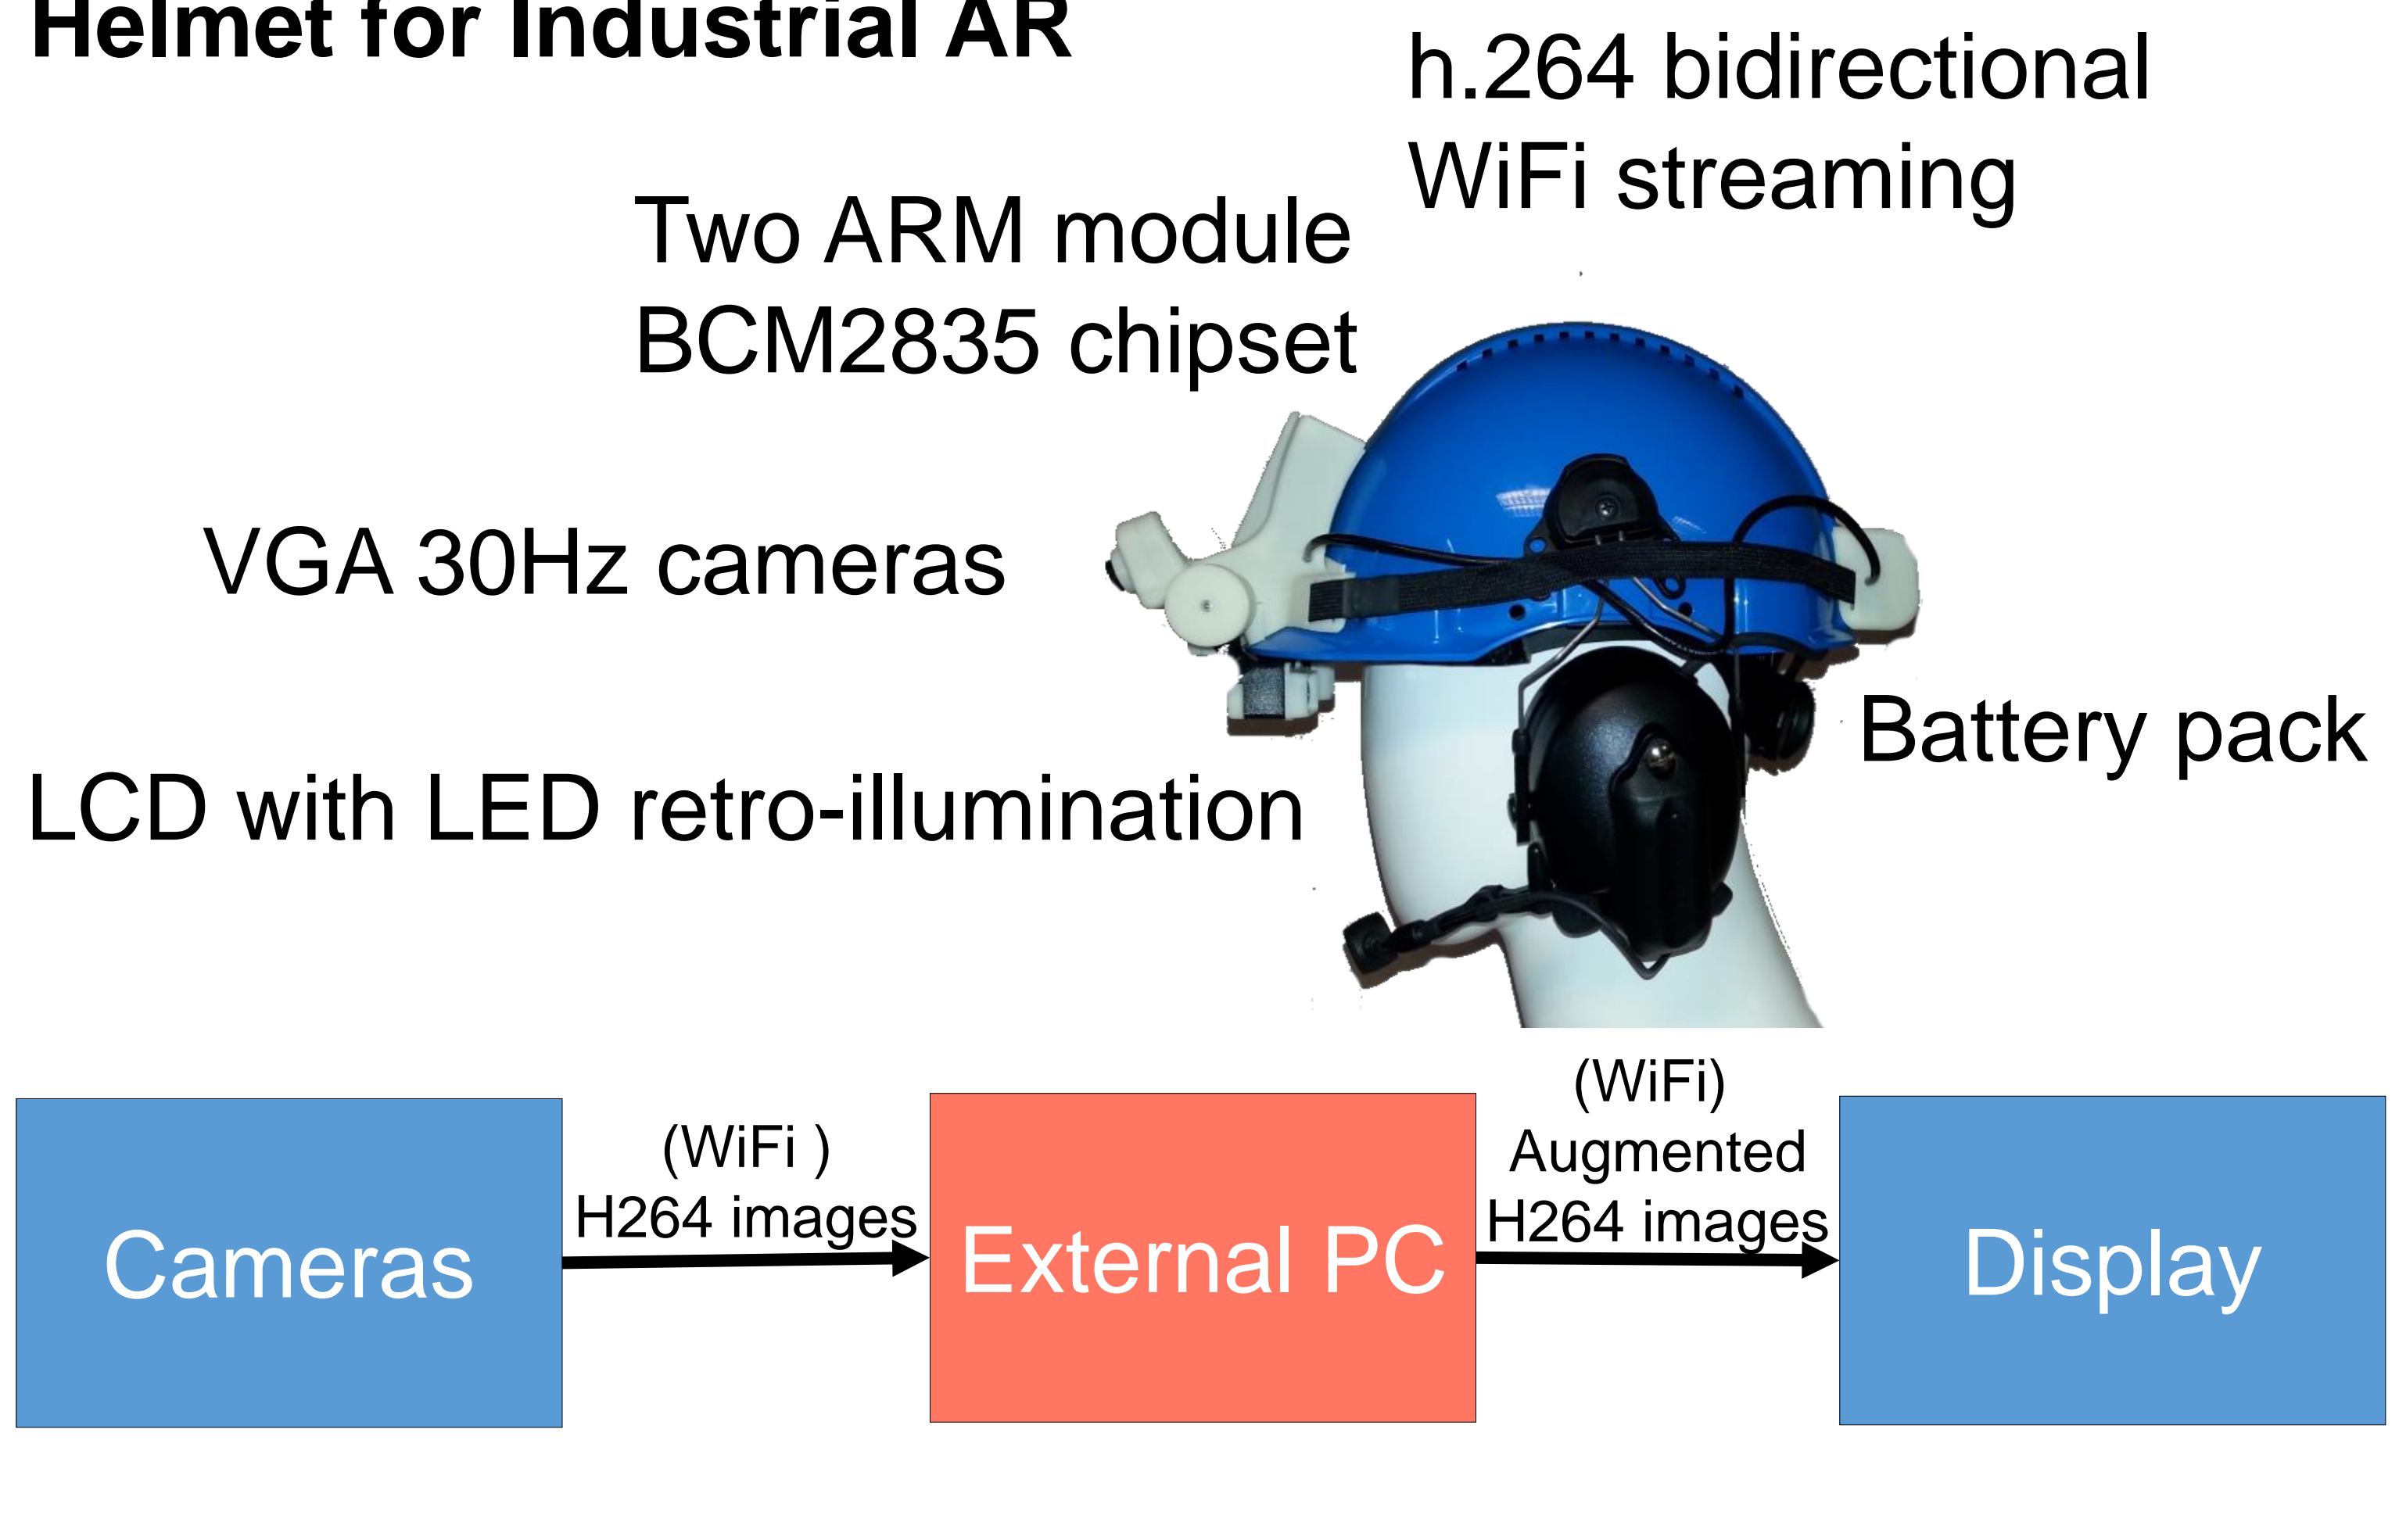 Helmet for Industrial AR
h.264 bidirectional
WiFi streaming
Two ARM module
BCM2835 chipset
VGA 30Hz cameras
Battery pack
LCD with LED retro-illumination
(WiFi )
H264 images
(WiFi)
Augmented
H264 images
Cameras
External PC
Display